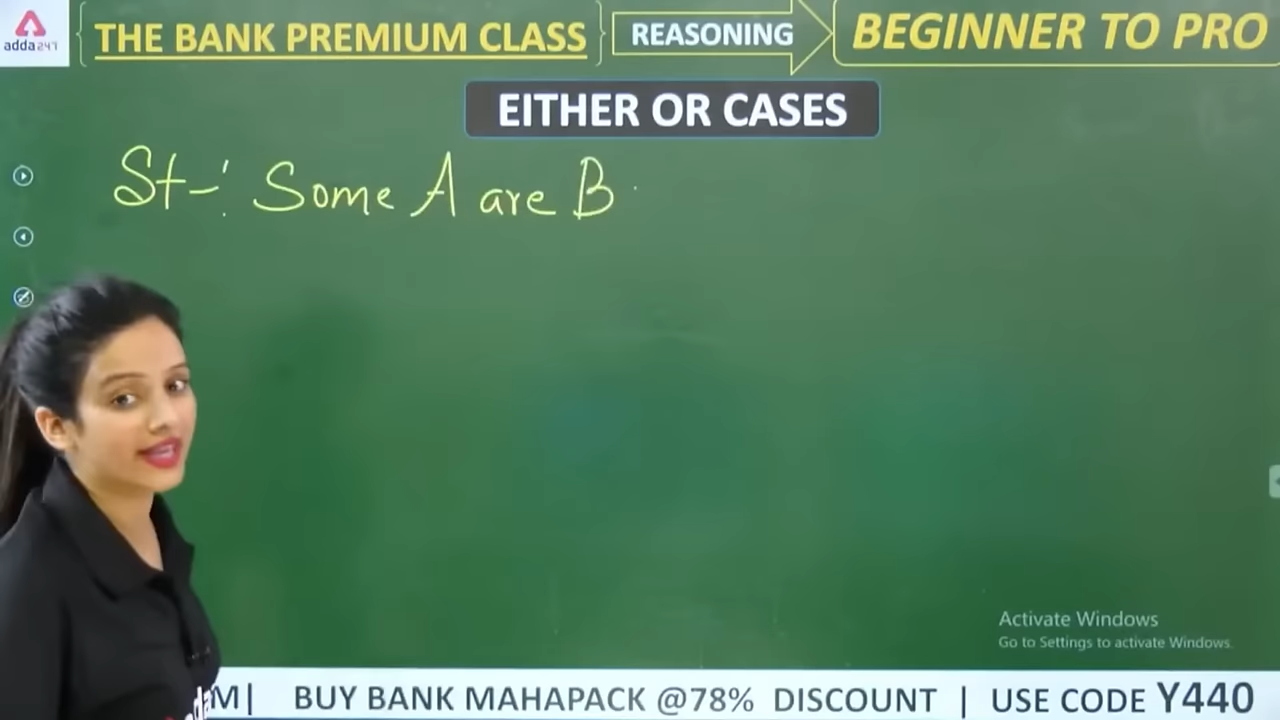 adda247
THE BANK PREMIUM CLASS
REASONING
BEGINNER TO PRO
EITHER OR CASES
St-: Some A are B
Activate Windows
Go to Settings to activate Windows.
M| BUY BANK MAHAPACK @78% DISCOUNT | USE CODE Y440